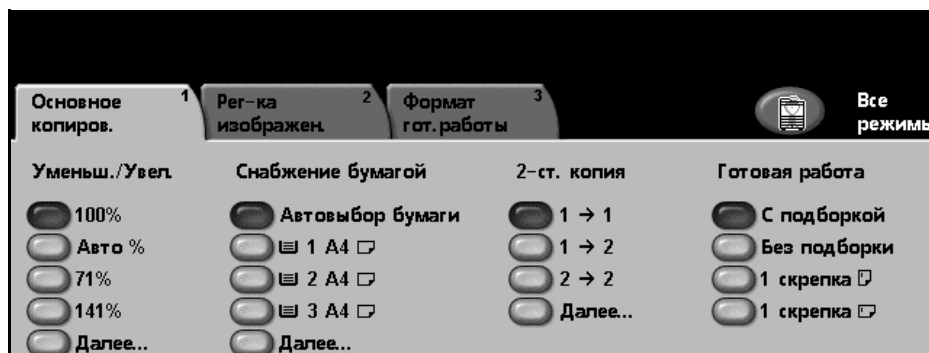 Основное 1
копиров.
Рег-ка 2
изображен.
Формат 3
гот.работы
Все
режимы
Уменьш./Увел.
100%
Авто %
71%
141%
Далее...
Снабжение бумагой
Автовыбор бумаги
1 A4
2 A4
3 A4
Далее...
2-ст. копия
1 → 1
1 → 2
2 → 2
Далее...
Готовая работа
С подборкой
Без подборки
1 скрепка
1 скрепка